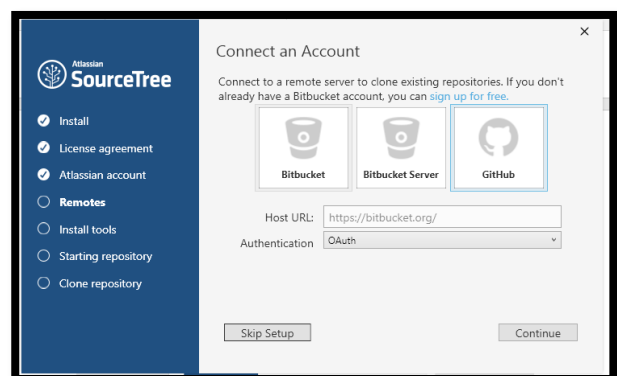 Atlassian
SourceTree
Install
License agreement
Atlassian account
Remotes
Install tools
Starting repository
Clone repository
Connect an Account
Connect to a remote server to clone existing repositories. If you don't
already have a Bitbucket account, you can sign up for free.
Bitbucket
Bitbucket Server
GitHub
Host URL: https://bitbucket.org/
Authentication OAuth
Skip Setup
Continue